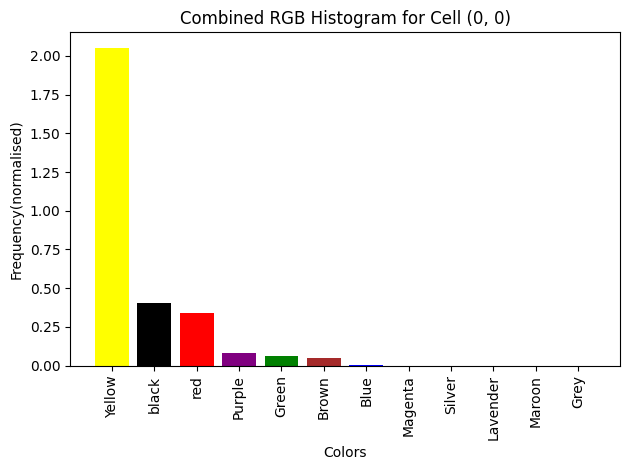 Combined RGB Histogram for Cell (0, 0)
Frequency(normalised)
2.00
1.75
1.50
1.25
1.00
0.75
0.50
0.25
0.00
Yellow
black
red
Purple
Green
Brown
Blue
Magenta
Silver
Lavender
Maroon
Grey
Colors